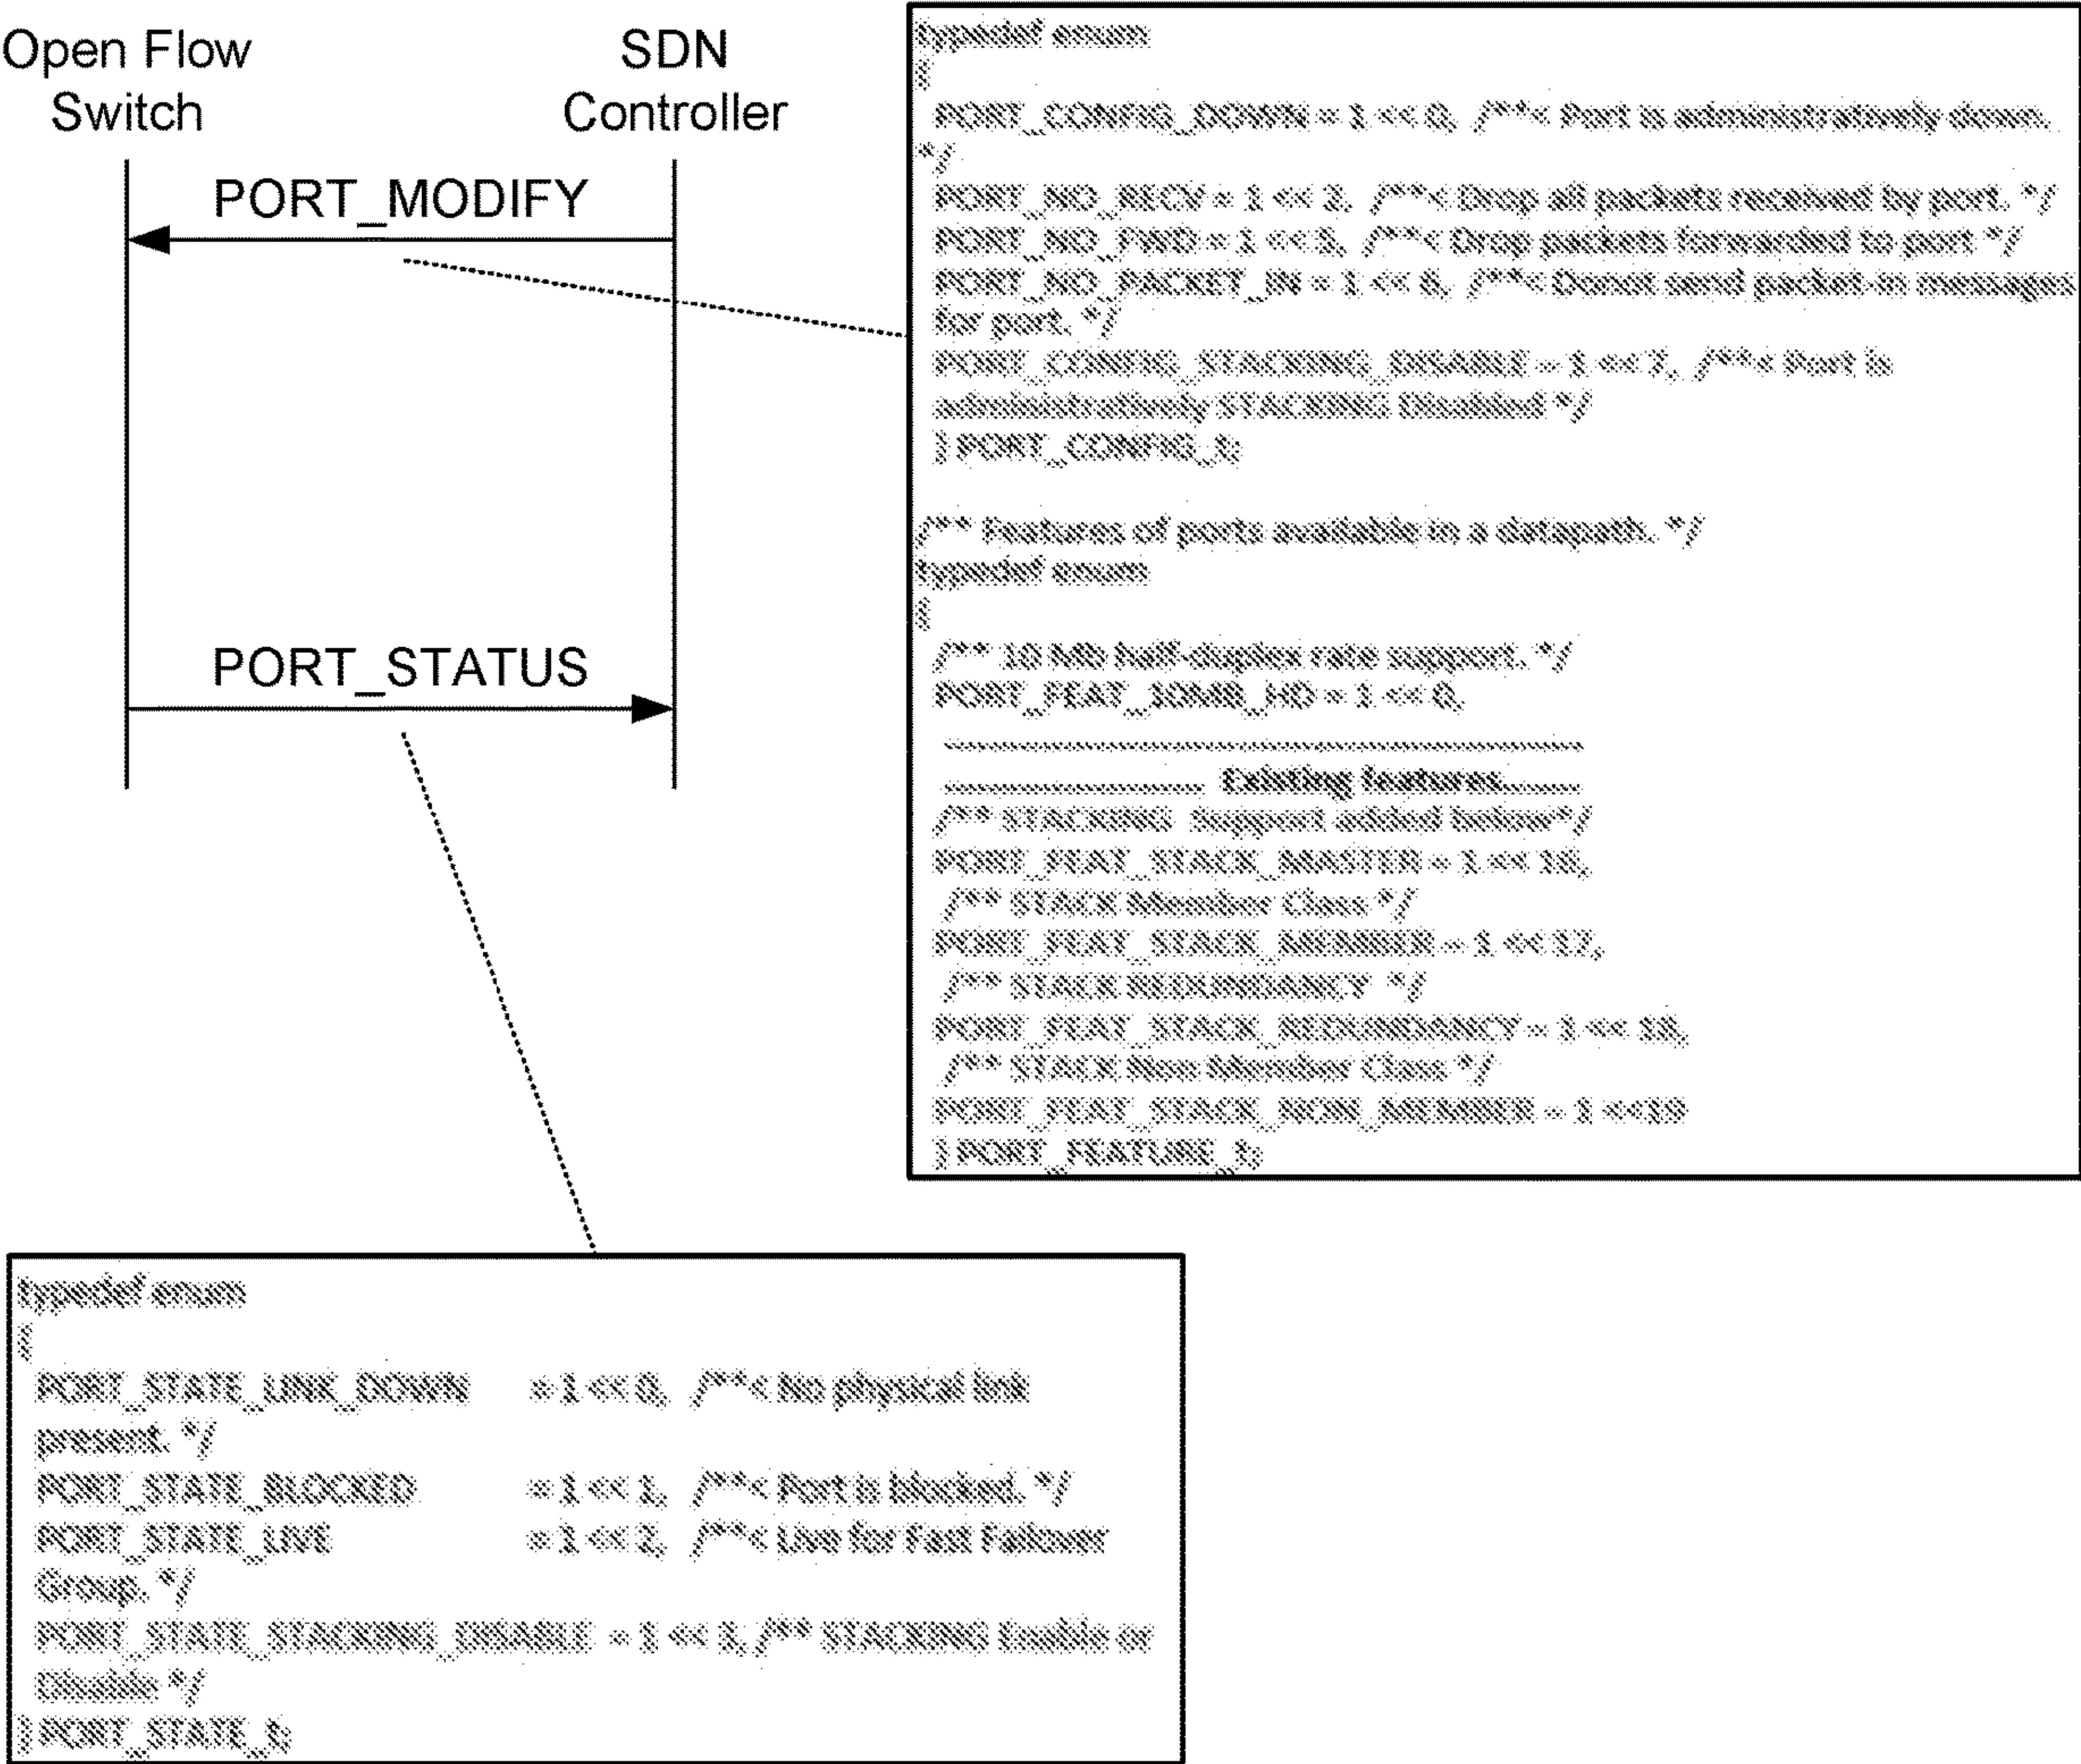 Open Flow
Switch
SDN
Controller
PORT_MODIFY
PORT_STATUS
typedef enum
{
PORT_CONFIG_DOWN = 1 << 0, /**< Port is administratively down.
*/
PORT_NO_RECV = 1 << 2, /**< Drop all packets received by port. */
PORT_NO_FWD = 1 << 5, /**< Drop packets forwarded to port */
PORT_NO_PACKET_IN = 1 << 6, /**< Donot send packet-in messages
for port. */
PORT_CONFIG_STACKING_DISABLE = 1 << 7, /**< Port is
administratively STACKING Disabled */
} PORT_CONFIG_t;
/** Features of ports available in a datapath. */
typedef enum
{
/** 10 Mb half-duplex rate support. */
PORT_FEAT_10MB_HD = 1 << 0,
Existing features
/** STACKING Support added below*/
PORT_FEAT_STACK_MASTER = 1 << 16,
/** STACK Member Class */
PORT_FEAT_STACK_MEMBER = 1 <<17,
/** STACK REDUNDANCY */
PORT_FEAT_STACK_REDUNDANCY = 1 << 18,
/** STACK Non Member Class */
PORT_FEAT_STACK_NON_MEMBER = 1 <<19
} PORT_FEATURE_t;
typedef enum
{
PORT_STATE_LINK_DOWN = 1 << 0, /**< No physical link
present. */
PORT_STATE_BLOCKED = 1 << 1, /**< Port is blocked. */
PORT_STATE_LIVE = 1 << 2, /**< Live for Fast Failover
Group. */
PORT_STATE_STACKING_DISABLE = 1 << 3, /** STACKING Enable or
Disable */
} PORT_STATE_t;